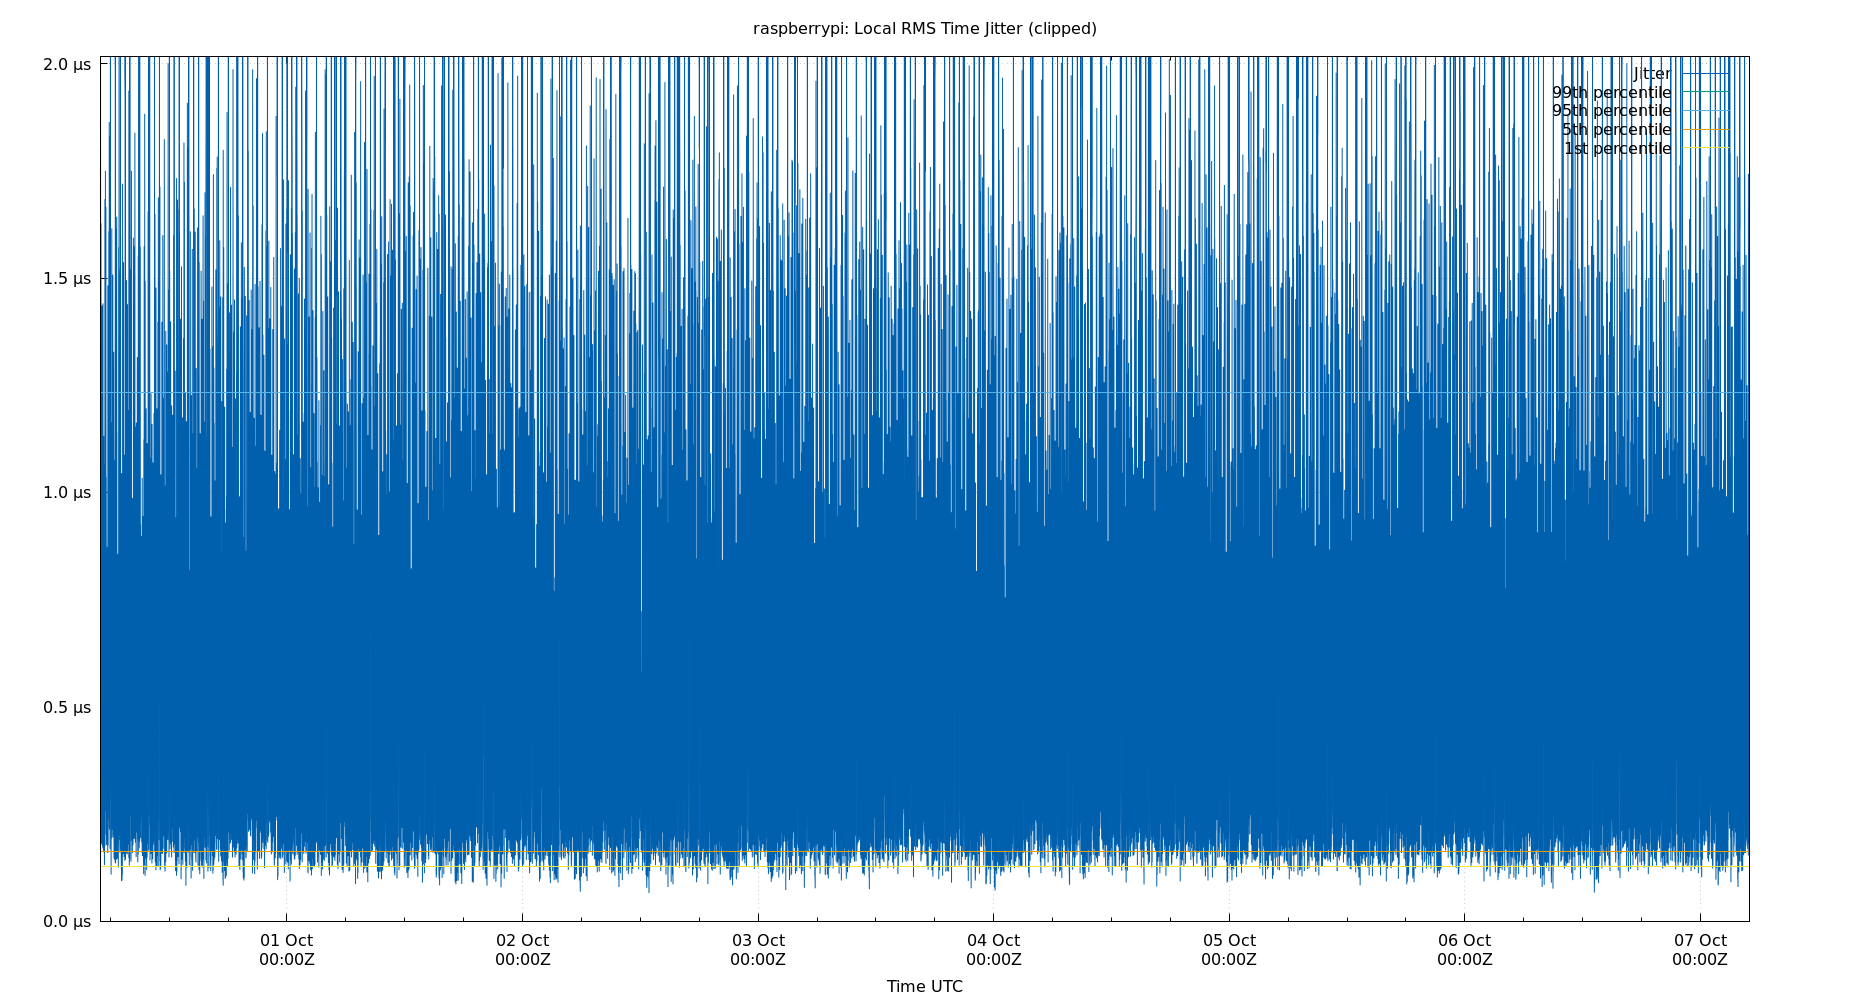 raspberrypi: Local RMS Time Jitter (clipped)
2.0 µs
1.5 µs
1.0 µs
0.5 µs
0.0 µs
Jitter
99th percentile
95th percentile
5th percentile
1st percentile
01 Oct 02 Oct 03 Oct 04 Oct 05 Oct 06 Oct 07 Oct
00:00Z 00:00Z 00:00Z 00:00Z 00:00Z 00:00Z 00:00Z
Time UTC